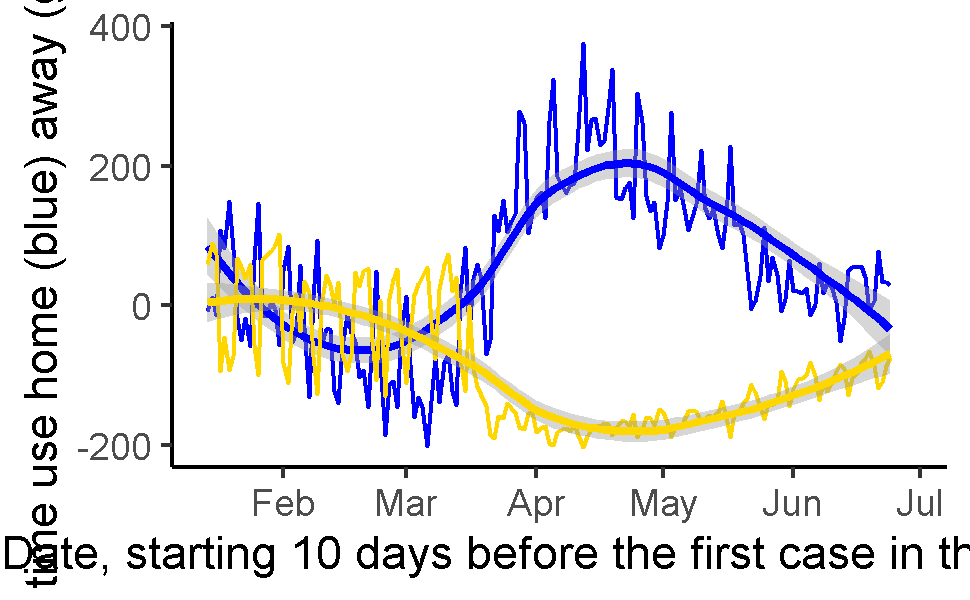 time use home (blue) away (
400
200
0
-200
Feb Mar Apr May Jun Jul
Date, starting 10 days before the first case in th